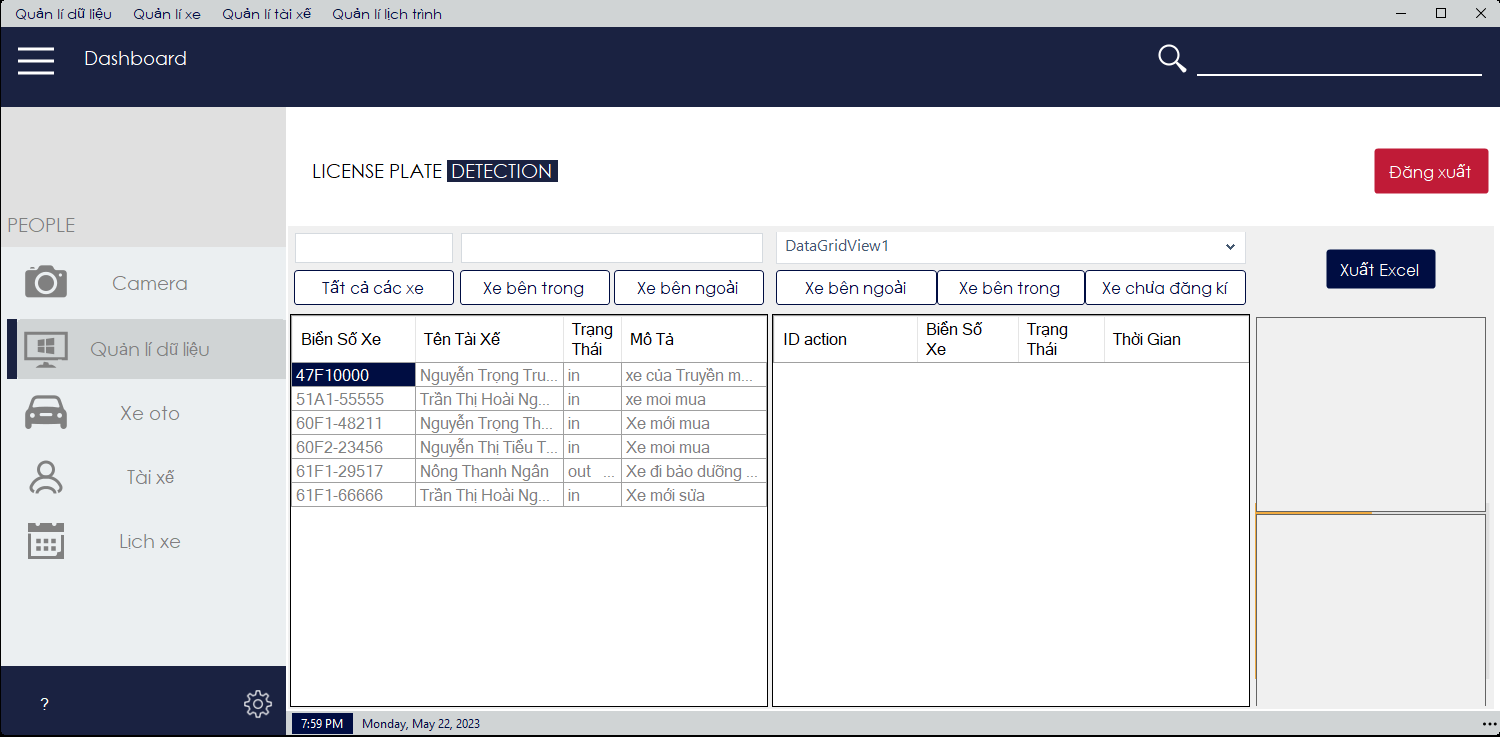 Quản lí dữ liệu Quản lí xe Quản lí tài xế Quản lí lịch trình
Dashboard
LICENSE PLATE DETECTION
Đăng xuất
PEOPLE
Camera
Quản lí dữ liệu
Xe oto
Tài xế
Lịch xe
?
DataGridView1
Xuất Excel
Tất cả các xe Xe bên trong Xe bên ngoài Xe bên ngoài Xe bên trong Xe chưa đăng kí
Biển Số Xe Tên Tài Xế Trạng Thái Mô Tả
47F10000 Nguyễn Trọng Tru... in xe của Truyền m...
51A1-55555 Trần Thị Hoài Ng... in xe moi mua
60F1-48211 Nguyễn Trọng Th... in Xe mới mua
60F2-23456 Nguyễn Thị Tiểu T... in Xe moi mua
61F1-29517 Nông Thanh Ngân out ... Xe đi bảo dưỡng ...
61F1-66666 Trần Thị Hoài Ng... in Xe mới sửa
ID action Biển Số Xe Trạng Thái Thời Gian
7:59 PM Monday, May 22, 2023